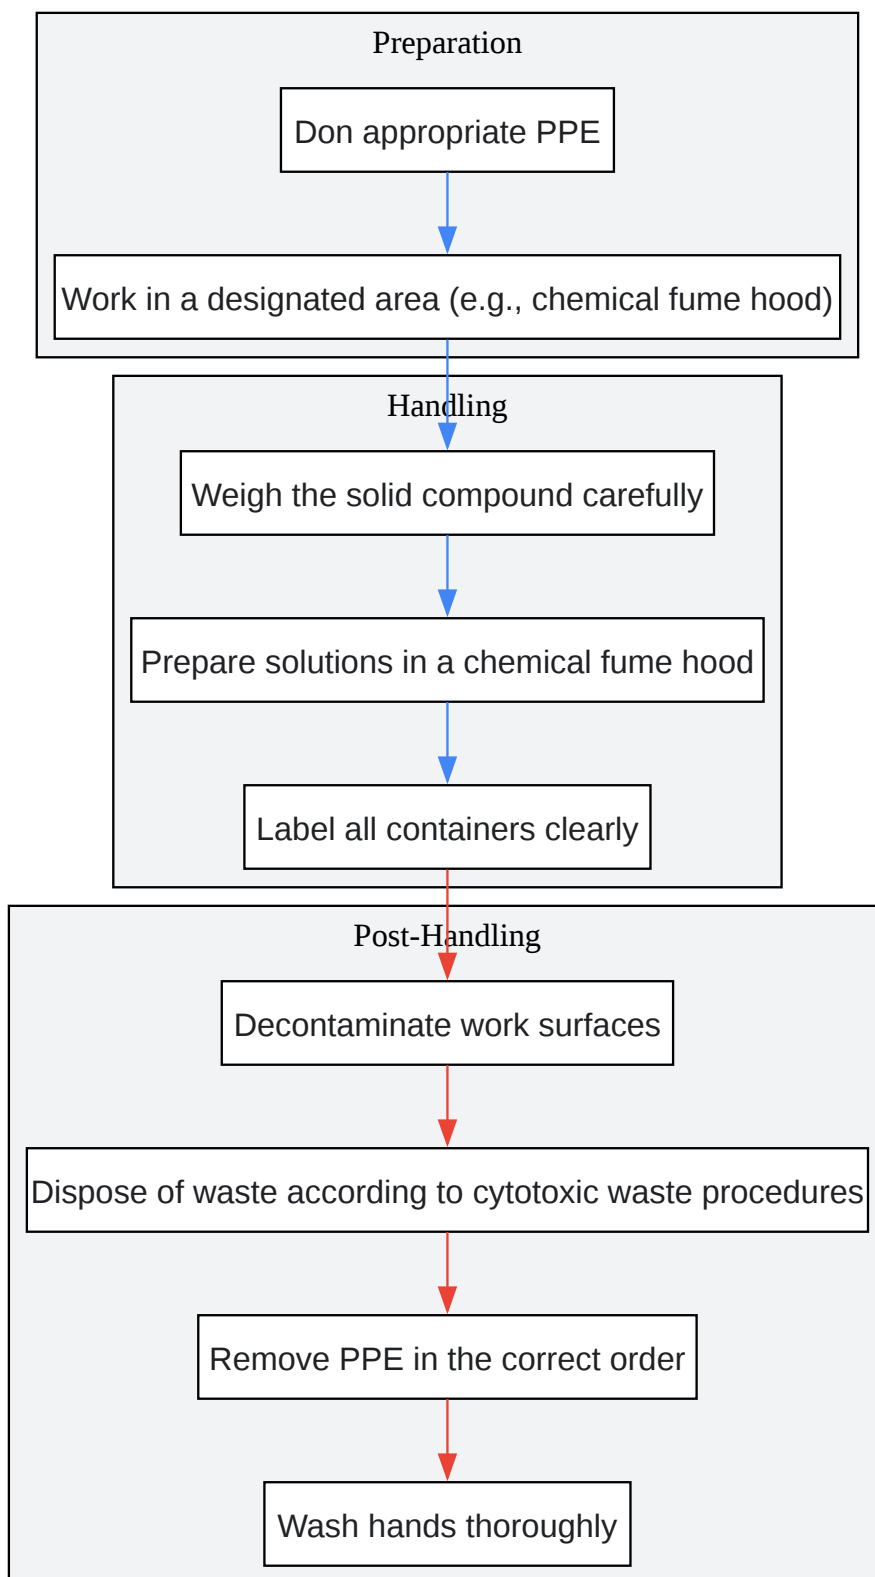 Preparation
Don appropriate PPE
Work in a designated area (e.g., chemical fume hood)
Handling
Weigh the solid compound carefully
Prepare solutions in a chemical fume hood
Label all containers clearly
Post-Handling
Decontaminate work surfaces
Dispose of waste according to cytotoxic waste procedures
Remove PPE in the correct order
Wash hands thoroughly